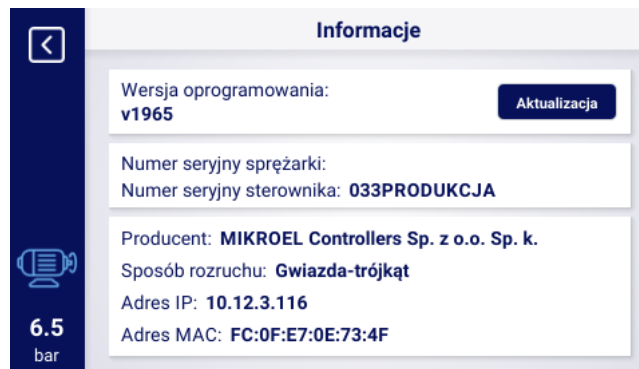 Informacje
Wersja oprogramowania:
v1965
Aktualizacja
Numer seryjny sprężarki:
Numer seryjny sterownika: 033PRODUKCJA
Producent: MIKROEL Controllers Sp. z o.o. Sp. k.
Sposób rozruchu: Gwiazda-trójkąt
Adres IP: 10.12.3.116
Adres MAC: FC:0F:E7:0E:73:4F
6.5
bar